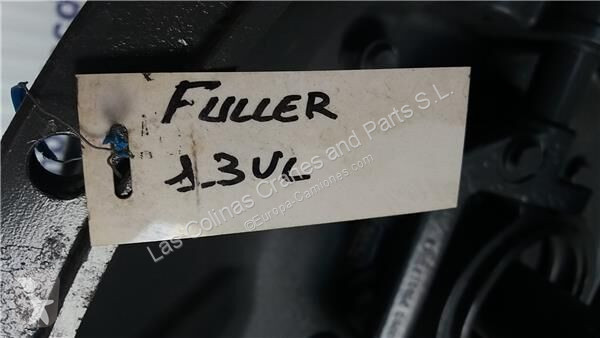 FULLER
1.3UL
Las Colinas Cranes and Parts S.L.
©Europa-Camiones.com